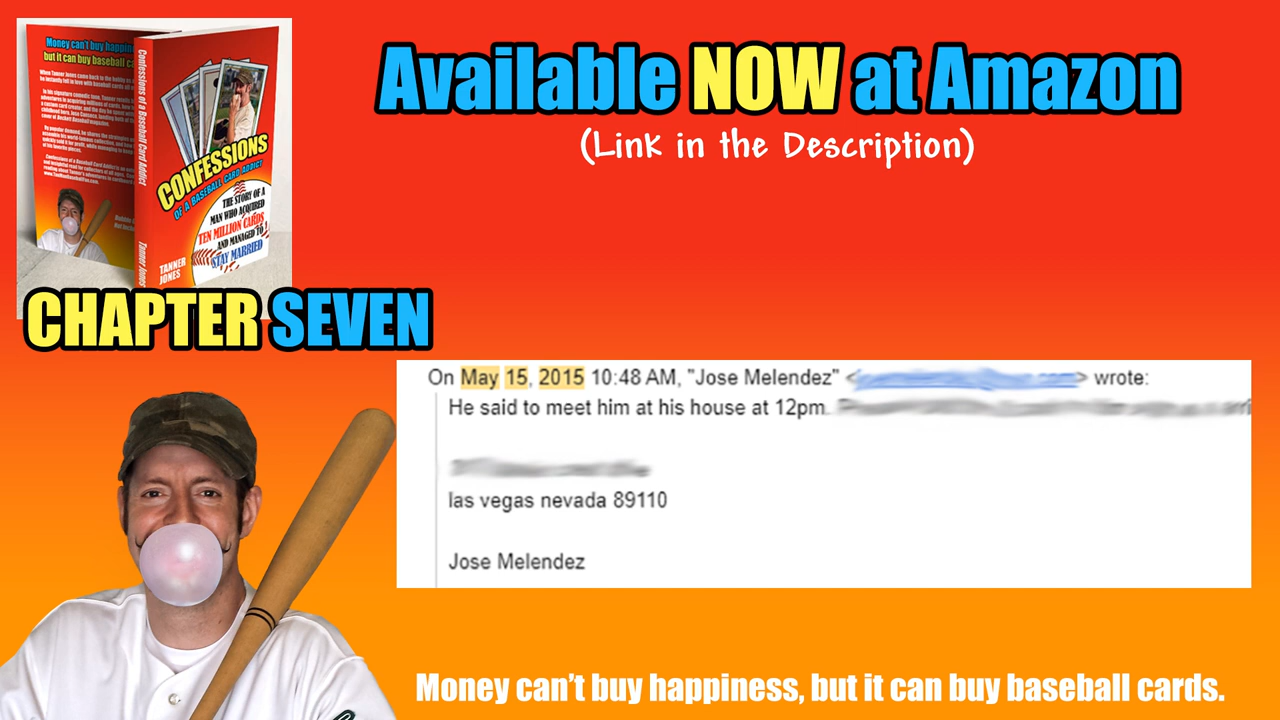 Available NOW at Amazon
(Link in the Description)
Money can't buy happin
but it can buy baseball ca
Confessions of a Baseball Card Addict
Tanner Jones
CONFESSIONS
OF A BASEBALL CARD ADDICT
THE STORY OF A
MAN WHO ACQUIRED
TEN MILLION CARDS
AND MANAGED TO
STAY MARRIED
TANNER
JONES
CHAPTER SEVEN
On May 15, 2015 10:48 AM, "Jose Melendez" < > wrote:
He said to meet him at his house at 12pm.
las vegas nevada 89110
Jose Melendez
Money can't buy happiness, but it can buy baseball cards.